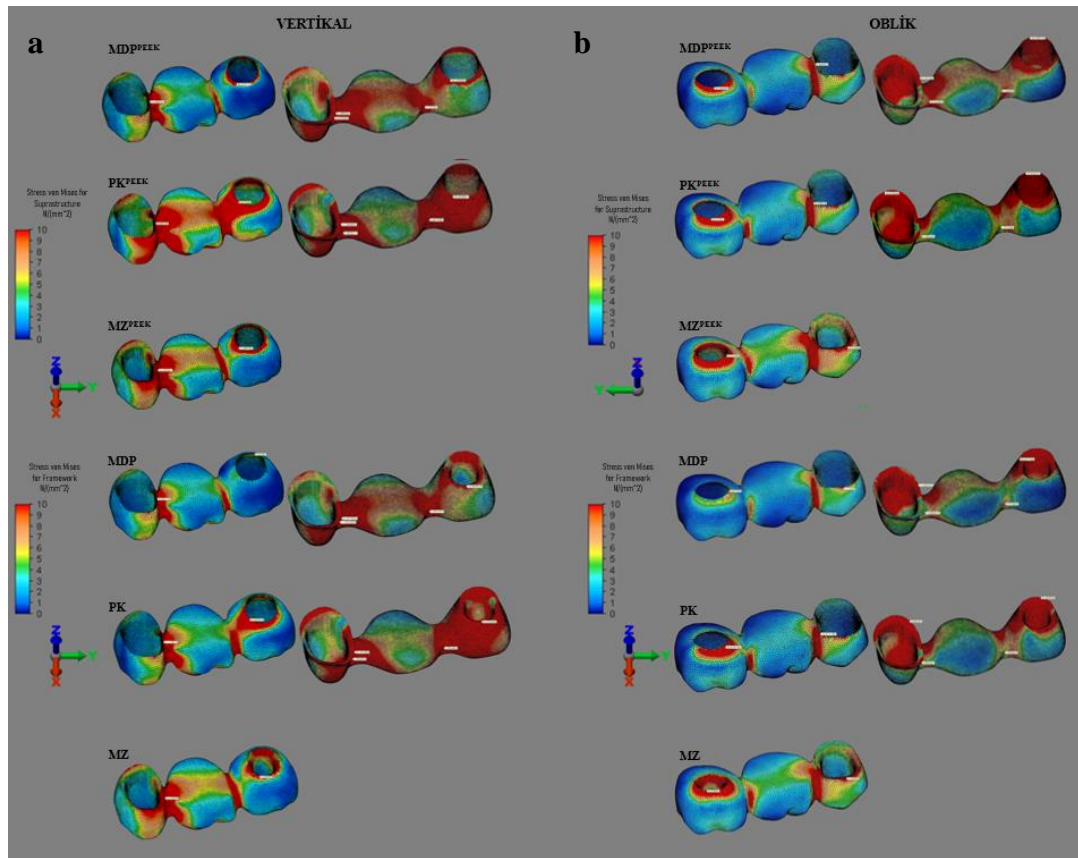 VERTİKAL
a
MDPᴾᴱᴱᴷ
PKᴾᴱᴱᴷ
Stress von Mises for
Suprastructure
N/(mm^2)
10
9
8
7
6
5
4
3
2
1
0
MZᴾᴱᴱᴷ
Z
Y
X
MDP
Stress von Mises
for Framework
N/(mm^2)
10
9
8
7
6
5
4
3
2
1
0
PK
Z
Y
X
MZ
OBLİK
b
MDPᴾᴱᴱᴷ
PKᴾᴱᴱᴷ
Stress von Mises
for Suprastructure
N/(mm^2)
10
9
8
7
6
5
4
3
2
1
0
MZᴾᴱᴱᴷ
Z
Y
MDP
Stress von Mises
for Framework
N/(mm^2)
10
9
8
7
6
5
4
3
2
1
0
PK
Z
Y
X
MZ